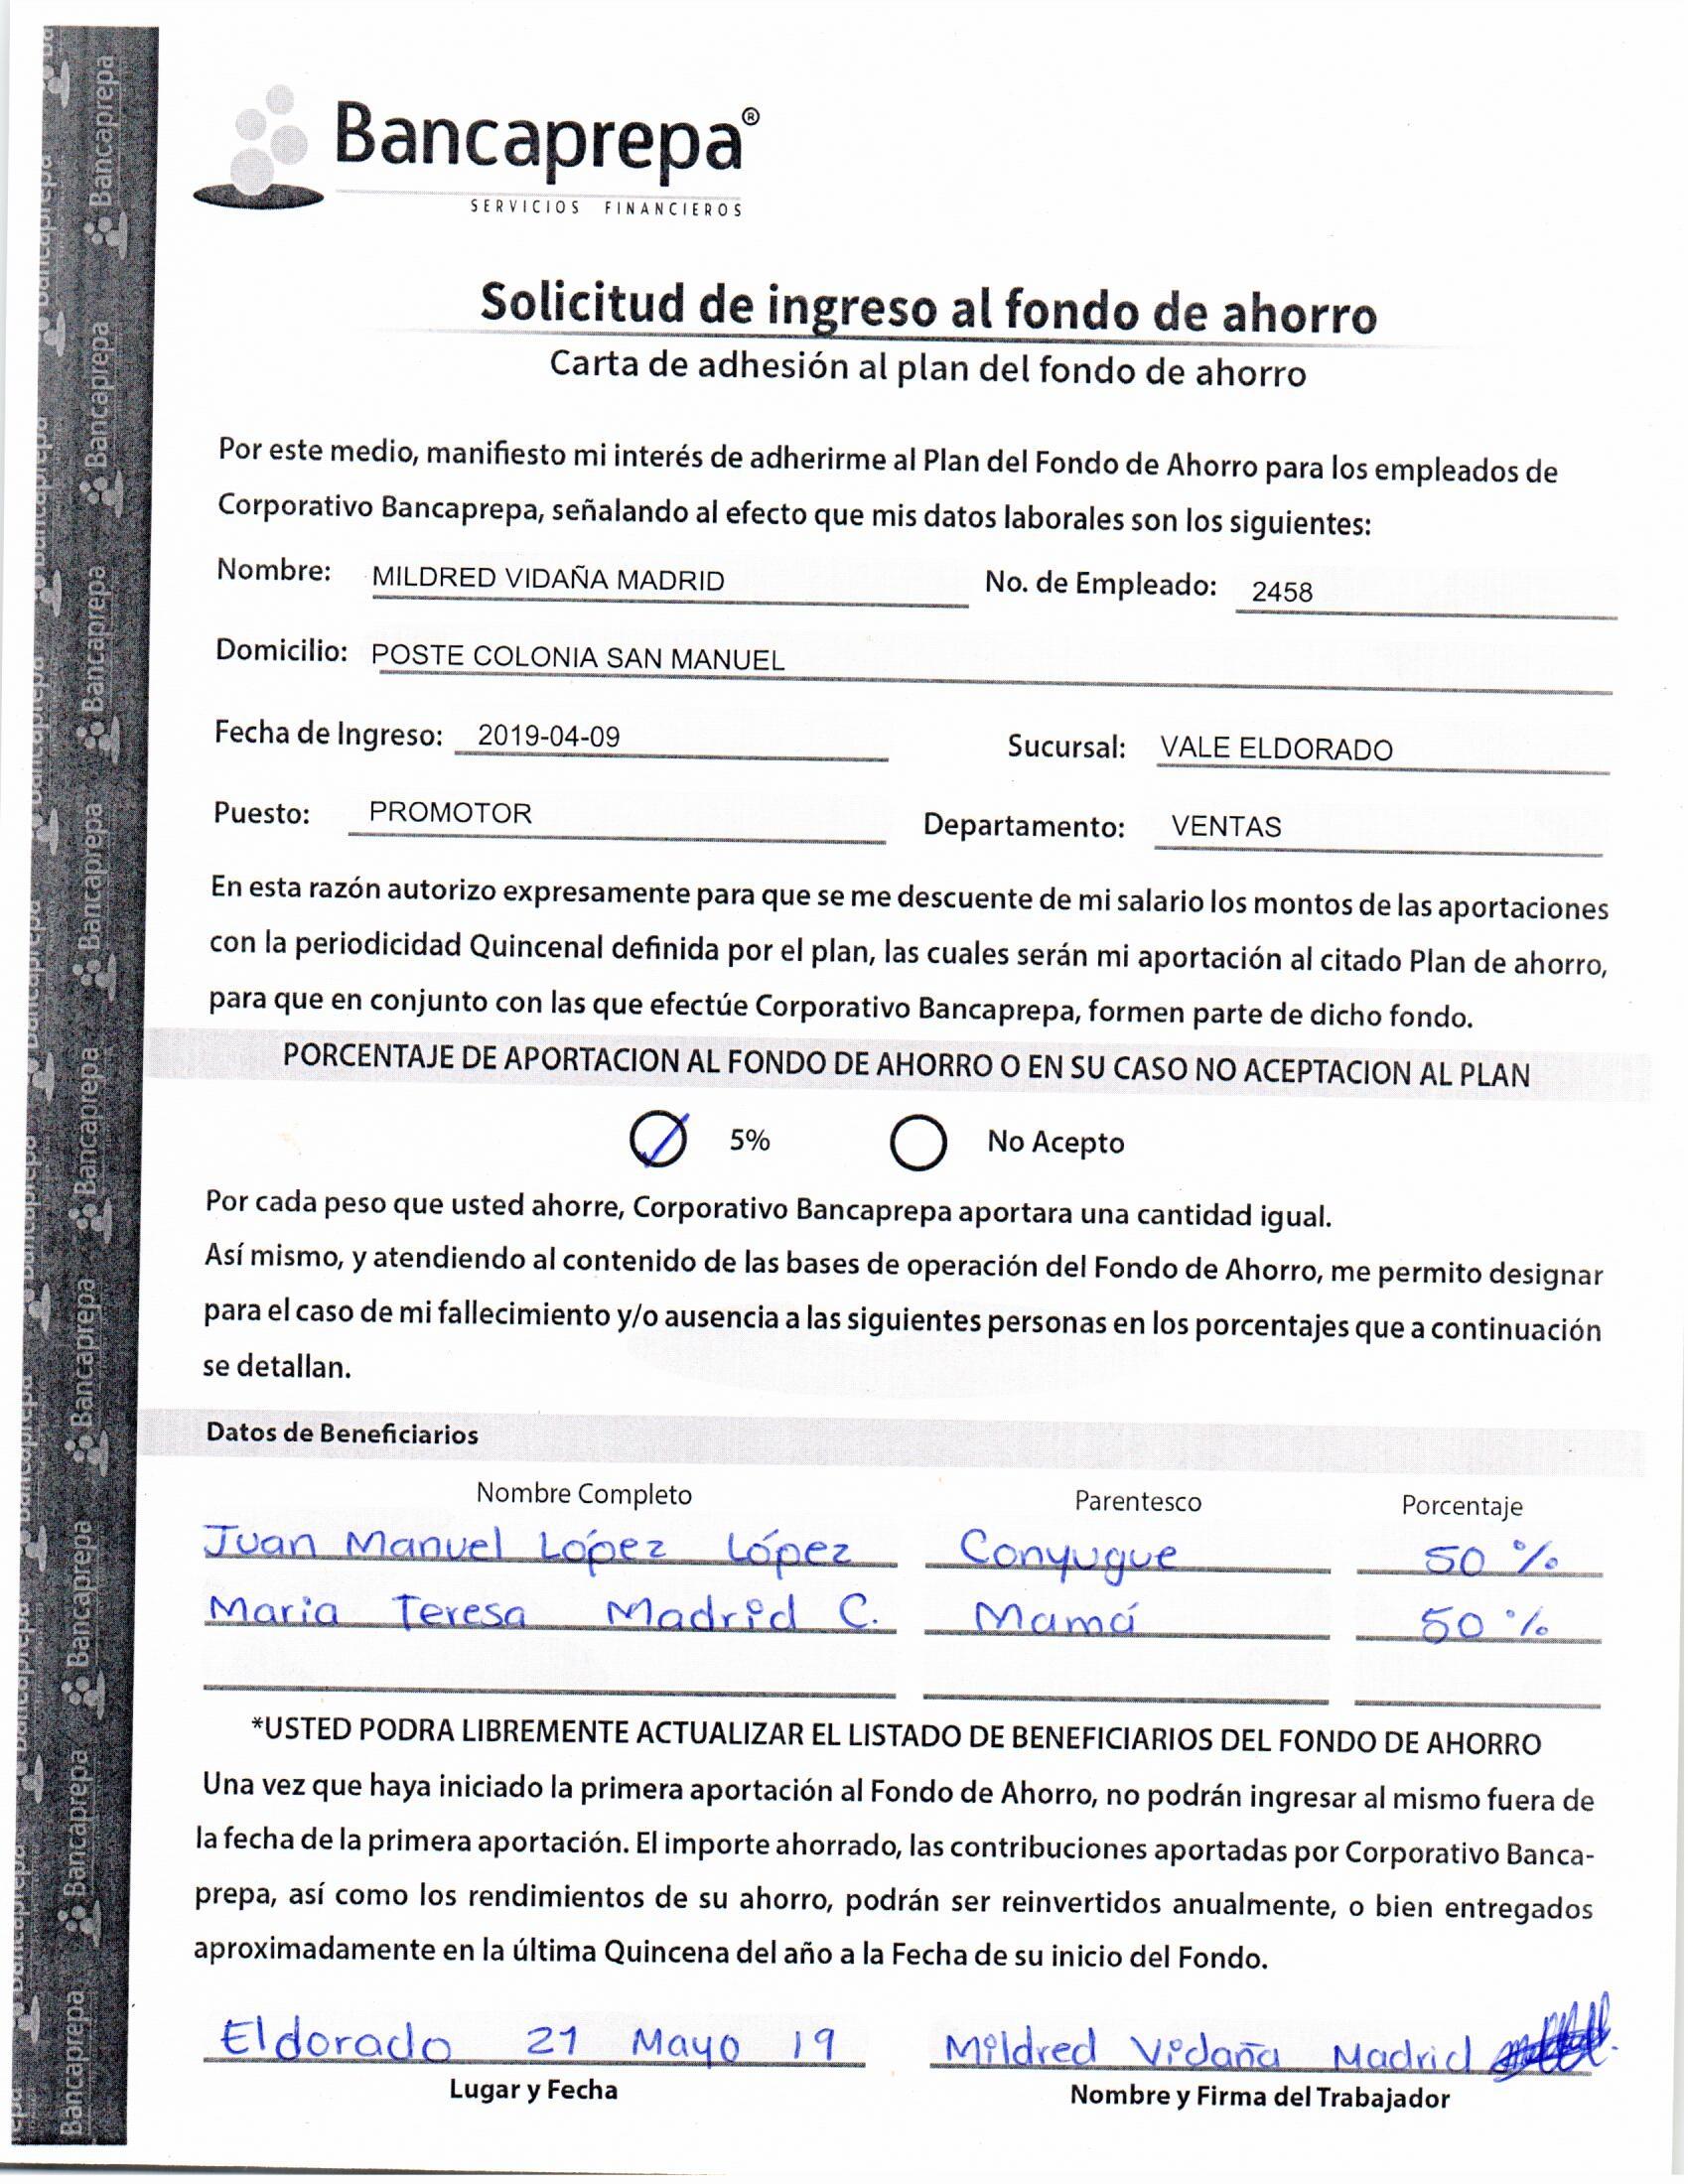 Bancaprepa®
SERVICIOS FINANCIEROS
Solicitud de ingreso al fondo de ahorro
Carta de adhesión al plan del fondo de ahorro
Por este medio, manifiesto mi interés de adherirme al Plan del Fondo de Ahorro para los empleados de
Corporativo Bancaprepa, señalando al efecto que mis datos laborales son los siguientes:
Nombre: MILDRED VIDAÑA MADRID No. de Empleado: 2458
Domicilio: POSTE COLONIA SAN MANUEL
Fecha de Ingreso: 2019-04-09 Sucursal: VALE ELDORADO
Puesto: PROMOTOR Departamento: VENTAS
En esta razón autorizo expresamente para que se me descuente de mi salario los montos de las aportaciones
con la periodicidad Quincenal definida por el plan, las cuales serán mi aportación al citado Plan de ahorro,
para que en conjunto con las que efectúe Corporativo Bancaprepa, formen parte de dicho fondo.
PORCENTAJE DE APORTACION AL FONDO DE AHORRO O EN SU CASO NO ACEPTACION AL PLAN
5% No Acepto
Por cada peso que usted ahorre, Corporativo Bancaprepa aportara una cantidad igual.
Así mismo, y atendiendo al contenido de las bases de operación del Fondo de Ahorro, me permito designar
para el caso de mi fallecimiento y/o ausencia a las siguientes personas en los porcentajes que a continuación
se detallan.
Datos de Beneficiarios
Nombre Completo Parentesco Porcentaje
Juan Manuel López López Conyugue 50 %
Maria Teresa Madrid C. Mamá 50 %
*USTED PODRA LIBREMENTE ACTUALIZAR EL LISTADO DE BENEFICIARIOS DEL FONDO DE AHORRO
Una vez que haya iniciado la primera aportación al Fondo de Ahorro, no podrán ingresar al mismo fuera de
la fecha de la primera aportación. El importe ahorrado, las contribuciones aportadas por Corporativo Banca-
prepa, así como los rendimientos de su ahorro, podrán ser reinvertidos anualmente, o bien entregados
aproximadamente en la última Quincena del año a la Fecha de su inicio del Fondo.
Eldorado 21 Mayo 19 Mildred Vidaña Madrid
Lugar y Fecha Nombre y Firma del Trabajador